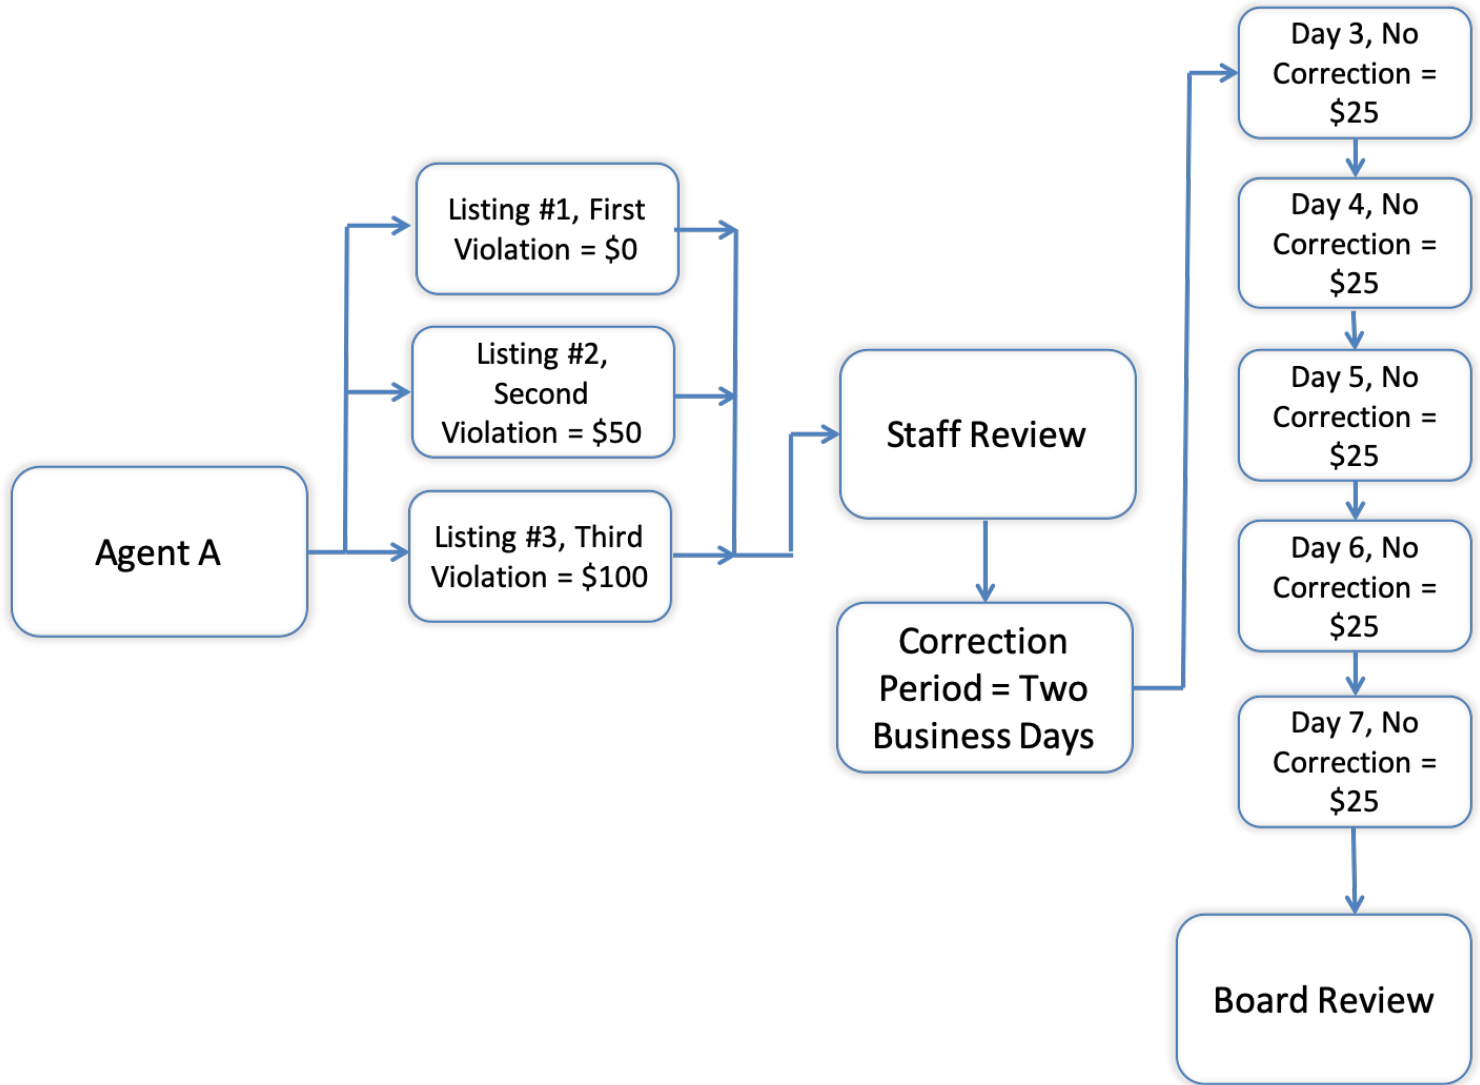 Agent A
Listing #1, First
Violation = $0
Listing #2,
Second
Violation = $50
Listing #3, Third
Violation = $100
Staff Review
Correction
Period = Two
Business Days
Day 3, No
Correction =
$25
Day 4, No
Correction =
$25
Day 5, No
Correction =
$25
Day 6, No
Correction =
$25
Day 7, No
Correction =
$25
Board Review